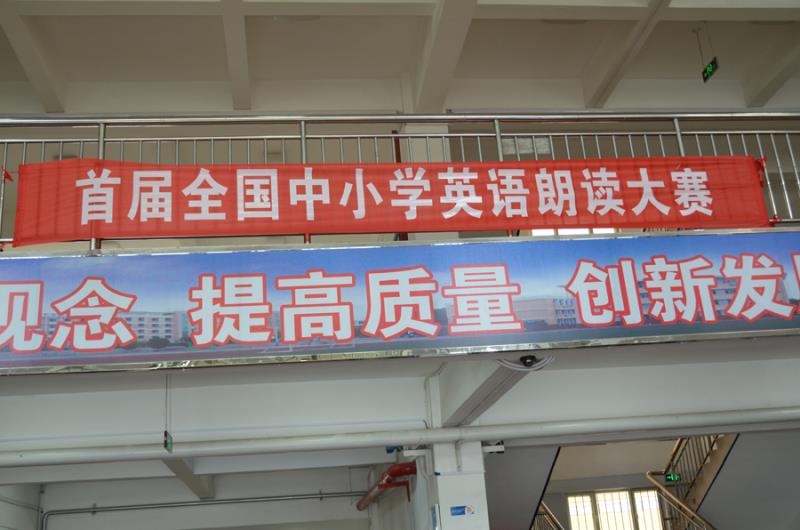 首届全国中小学英语朗读大赛
观念 提高质量 创新发